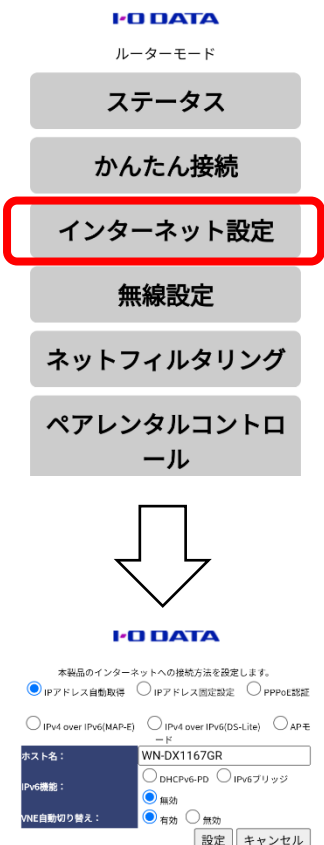 I-O DATA
ルーターモード
ステータス
かんたん接続
インターネット設定
無線設定
ネットフィルタリング
ペアレンタルコントロ
ール
I-O DATA
本製品のインターネットへの接続方法を設定します。
IPアドレス自動取得 IPアドレス固定設定 PPPoE認証
IPv4 over IPv6(MAP-E) IPv4 over IPv6(DS-Lite) APモ
ード
ホスト名： WN-DX1167GR
IPv6機能： DHCPv6-PD IPv6ブリッジ
無効
VNE自動切り替え： 有効 無効
設定 キャンセル